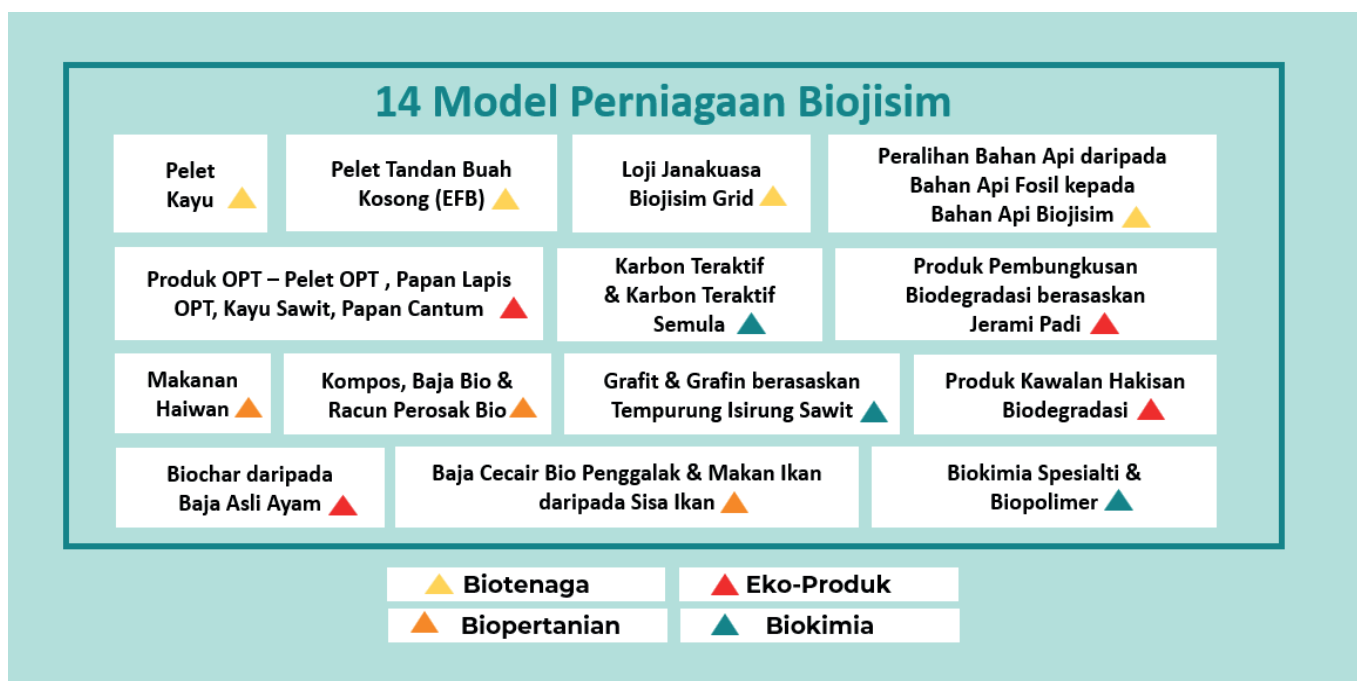 14 Model Perniagaan Biojisim
Pelet
Kayu
Pelet Tandan Buah
Kosong (EFB)
Loji Janakuasa
Biojisim Grid
Peralihan Bahan Api daripada
Bahan Api Fosil kepada
Bahan Api Biojisim
Produk OPT – Pelet OPT , Papan Lapis
OPT, Kayu Sawit, Papan Cantum
Karbon Teraktif
& Karbon Teraktif
Semula
Produk Pembungkusan
Biodegradasi berasaskan
Jerami Padi
Makanan
Haiwan
Kompos, Baja Bio &
Racun Perosak Bio
Grafit & Grafin berasaskan
Tempurung Isirung Sawit
Produk Kawalan Hakisan
Biodegradasi
Biochar daripada
Baja Asli Ayam
Baja Cecair Bio Penggalak & Makan Ikan
daripada Sisa Ikan
Biokimia Spesialti &
Biopolimer
Biotenaga
Eko-Produk
Biopertanian
Biokimia